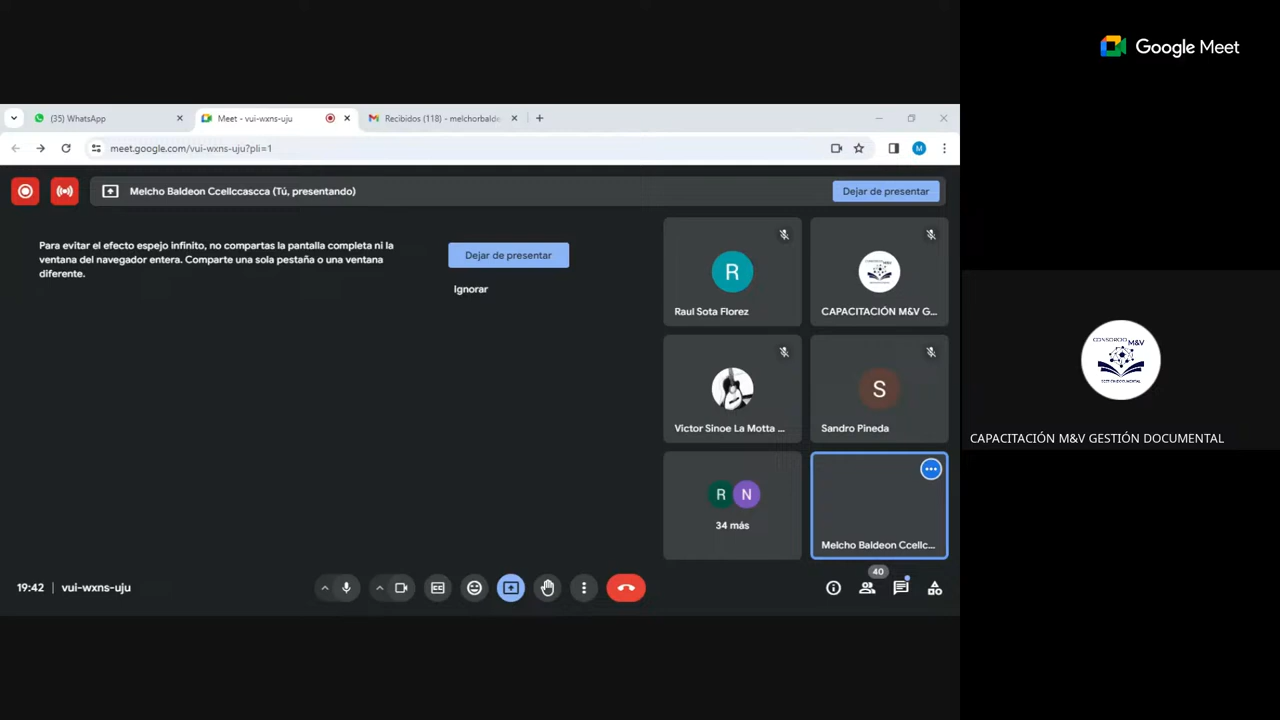 Google Meet
(35) WhatsApp
Meet - vui-wxns-uju
Recibidos (118) - melchorbalde
meet.google.com/vui-wxns-uju?pli=1
M
Melcho Baldeon Ccellccascca (Tú, presentando)
Dejar de presentar
Para evitar el efecto espejo infinito, no compartas la pantalla completa ni la
ventana del navegador entera. Comparte una sola pestaña o una ventana
diferente.
Dejar de presentar
Ignorar
R
Raul Sota Florez
CAPACITACIÓN M&V G...
Victor Sinoe La Motta ...
S
Sandro Pineda
R N
34 más
Melcho Baldeon Ccellc...
CONSORCIO M&V
GESTIÓN DOCUMENTAL
CAPACITACIÓN M&V GESTIÓN DOCUMENTAL
19:42 | vui-wxns-uju
40